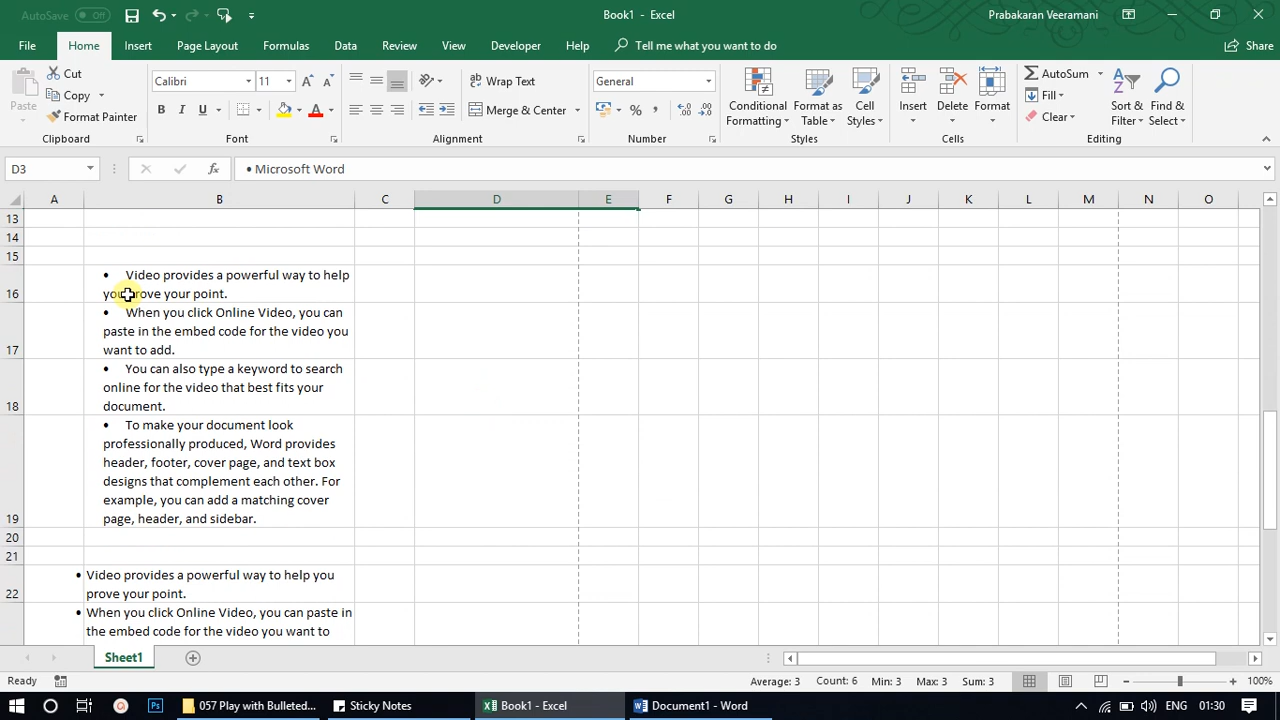 AutoSave Off
Book1 - Excel
Prabakaran Veeramani
File Home Insert Page Layout Formulas Data Review View Developer Help Tell me what you want to do Share
Paste
Cut
Copy
Format Painter
Clipboard
Calibri 11
B I U
Font
Wrap Text
Merge & Center
Alignment
General
%
Number
Conditional Formatting
Format as Table
Cell Styles
Styles
Insert
Delete
Format
Cells
AutoSum
Fill
Clear
Sort & Filter
Find & Select
Editing
D3 fx • Microsoft Word
A B C D E F G H I J K L M N O
13
14
15
• Video provides a powerful way to help
16 you prove your point.
• When you click Online Video, you can
paste in the embed code for the video you
17 want to add.
• You can also type a keyword to search
online for the video that best fits your
18 document.
• To make your document look
professionally produced, Word provides
header, footer, cover page, and text box
designs that complement each other. For
example, you can add a matching cover
19 page, header, and sidebar.
20
21
• Video provides a powerful way to help you
22 prove your point.
• When you click Online Video, you can paste in
the embed code for the video you want to
Sheet1
Ready Average: 3 Count: 6 Min: 3 Max: 3 Sum: 3 100%
057 Play with Bulleted... Sticky Notes Book1 - Excel Document1 - Word ENG 01:30